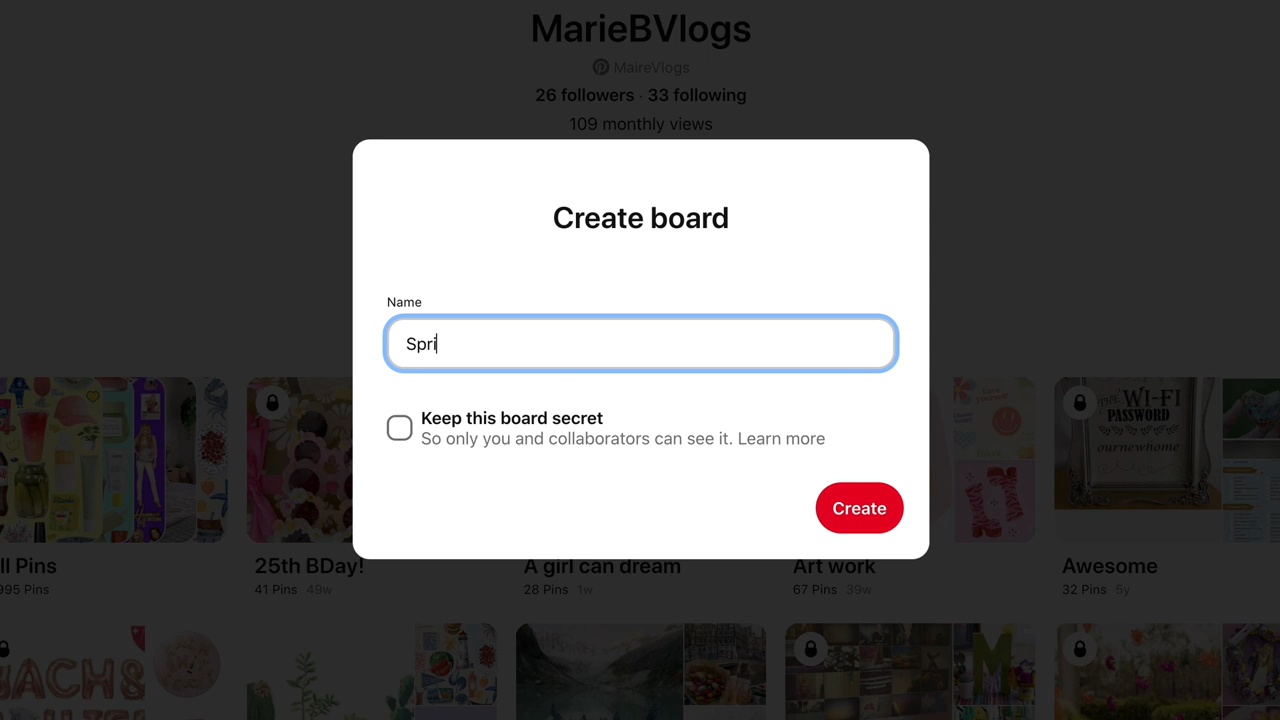 MarieBVlogs
MaireVlogs
26 followers · 33 following
109 monthly views
Create board
Name
Spri
Keep this board secret
So only you and collaborators can see it. Learn more
Create
ll Pins
995 Pins
25th BDay!
41 Pins 49w
A girl can dream
28 Pins 1w
Art work
67 Pins 39w
Awesome
32 Pins 5y
THE WI-FI
PASSWORD
ournewhome
BACH &
M